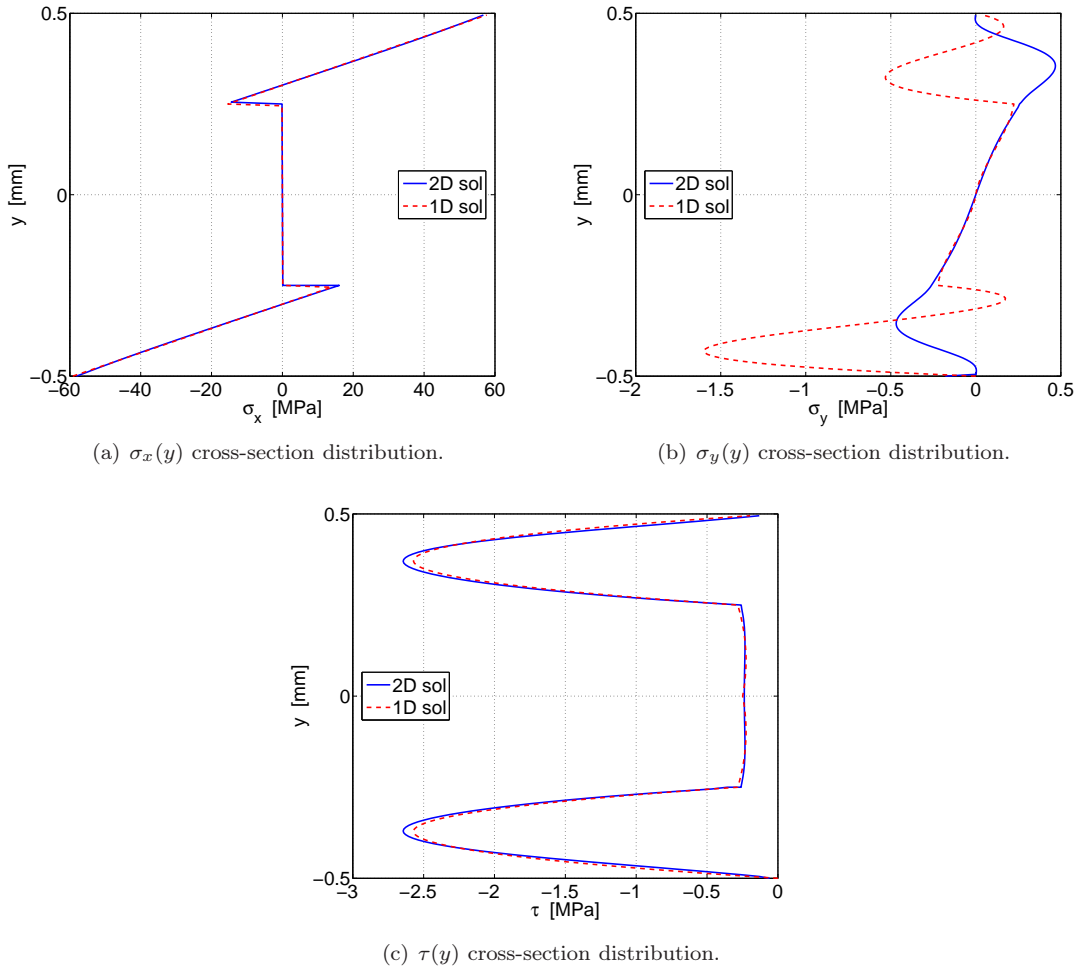 0.5
0
−0.5
y [mm]
−60 −40 −20 0 20 40 60
σx [MPa]
2D sol
1D sol
(a) σx(y) cross-section distribution.
0.5
0
−0.5
y [mm]
−2 −1.5 −1 −0.5 0 0.5
σy [MPa]
2D sol
1D sol
(b) σy(y) cross-section distribution.
0.5
0
−0.5
y [mm]
−3 −2.5 −2 −1.5 −1 −0.5 0
τ [MPa]
2D sol
1D sol
(c) τ(y) cross-section distribution.